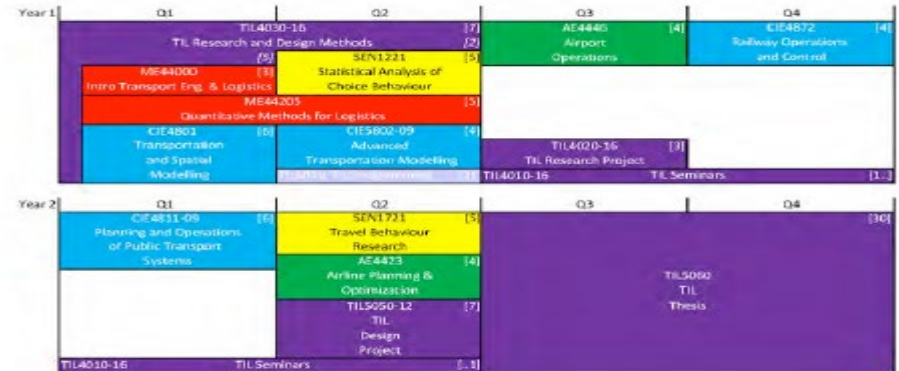 Year 1 Q1 Q2 Q3 Q4
TIL4030-16 [7]
TIL Research and Design Methods [2]
[5]
AE4446 [4]
Airport
Operations
CIE4872 [4]
Railway Operations
and Control
ME44000 [3]
Intro Transport Eng. & Logistics
SEN1221 [5]
Statistical Analysis of
Choice Behaviour
ME44205 [5]
Quantitative Methods for Logistics
CIE4801 [6]
Transportation
and Spatial
Modelling
CIE5802-09 [4]
Advanced
Transportation Modelling
TIL4020-16 [3]
TIL Research Project
TIL4010-16 TIL Seminars [1..]
Year 2 Q1 Q2 Q3 Q4
CIE4811-09 [6]
Planning and Operations
of Public Transport
Systems
SEN1721 [5]
Travel Behaviour
Research
AE4423 [4]
Airline Planning &
Optimization
TIL5050-12 [7]
TIL
Design
Project
[30]
TIL5060
TIL
Thesis
TIL4010-16 TIL Seminars [..1]